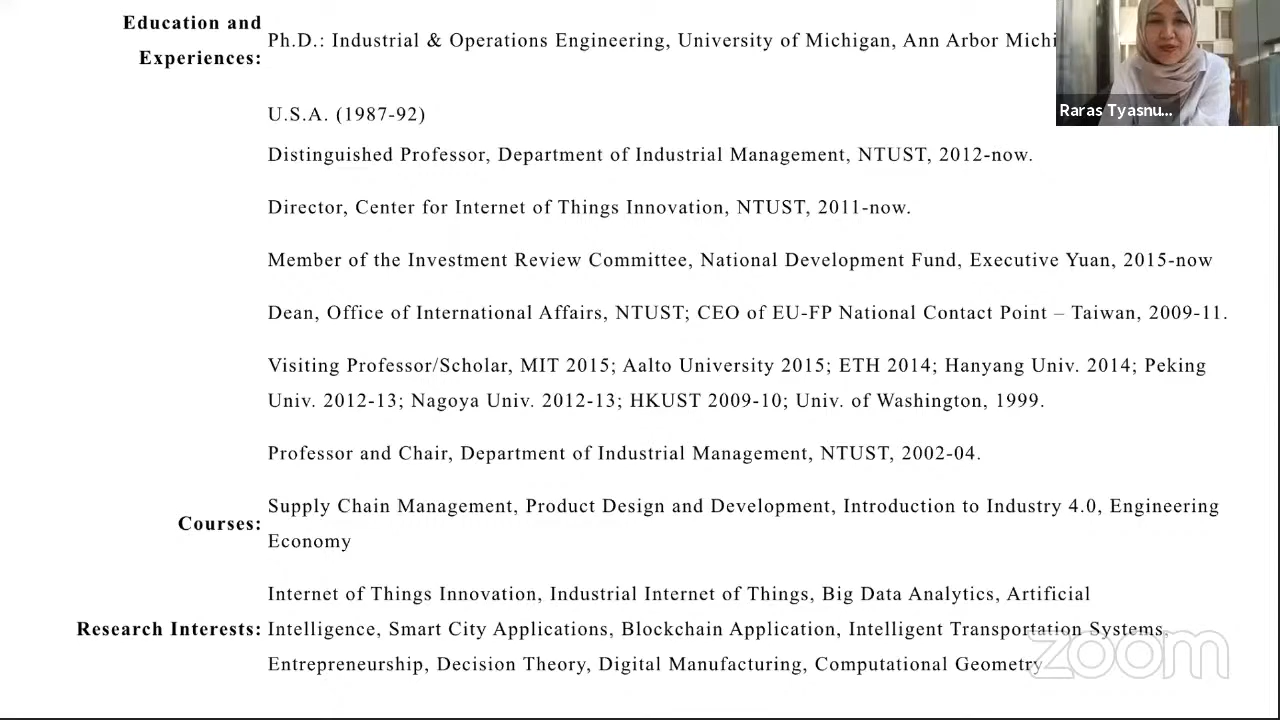 Education and
Experiences:
Ph.D.: Industrial & Operations Engineering, University of Michigan, Ann Arbor Michi
U.S.A. (1987-92)
Distinguished Professor, Department of Industrial Management, NTUST, 2012-now.
Director, Center for Internet of Things Innovation, NTUST, 2011-now.
Member of the Investment Review Committee, National Development Fund, Executive Yuan, 2015-now
Dean, Office of International Affairs, NTUST; CEO of EU-FP National Contact Point – Taiwan, 2009-11.
Visiting Professor/Scholar, MIT 2015; Aalto University 2015; ETH 2014; Hanyang Univ. 2014; Peking
Univ. 2012-13; Nagoya Univ. 2012-13; HKUST 2009-10; Univ. of Washington, 1999.
Professor and Chair, Department of Industrial Management, NTUST, 2002-04.
Courses:
Supply Chain Management, Product Design and Development, Introduction to Industry 4.0, Engineering
Economy
Research Interests:
Internet of Things Innovation, Industrial Internet of Things, Big Data Analytics, Artificial
Intelligence, Smart City Applications, Blockchain Application, Intelligent Transportation Systems,
Entrepreneurship, Decision Theory, Digital Manufacturing, Computational Geometry
Raras Tyasnu...
zoom